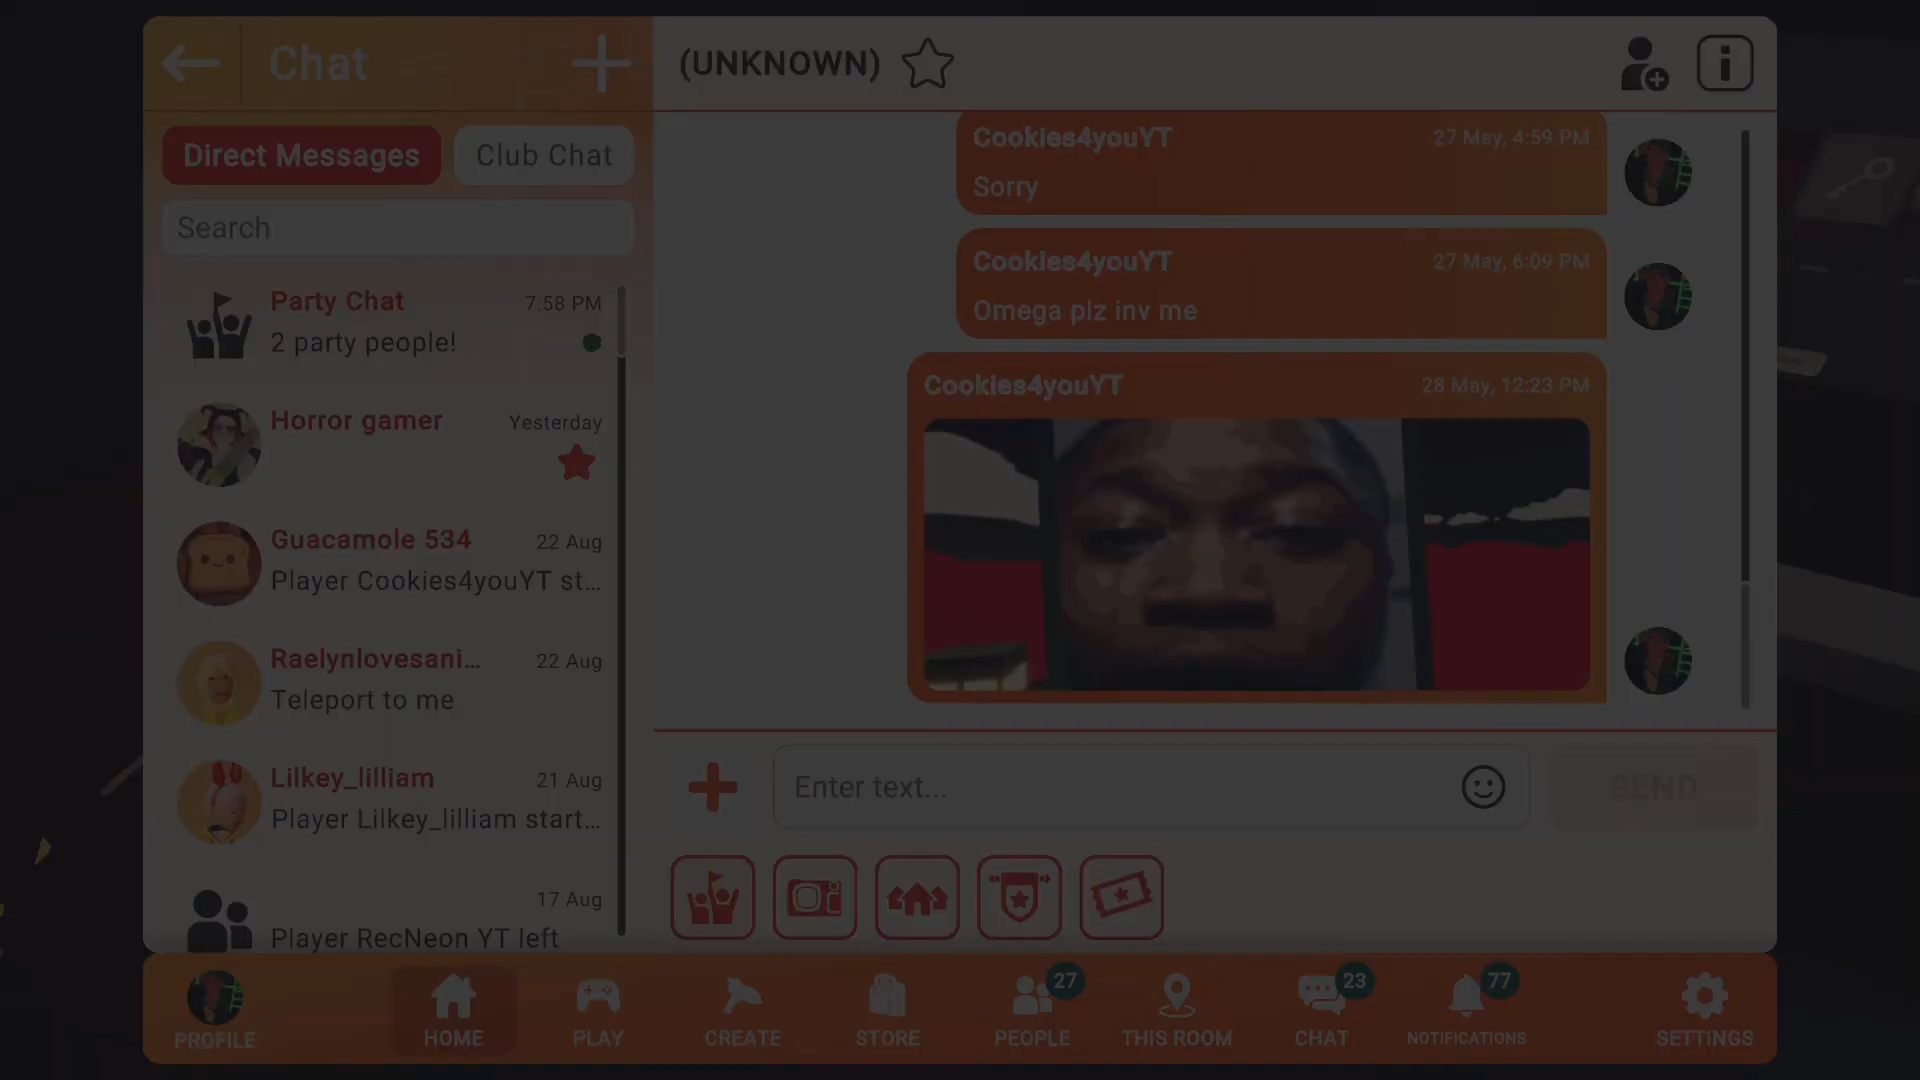 Chat
(UNKNOWN)
Direct Messages
Club Chat
Search
Party Chat
7:58 PM
2 party people!
Horror gamer
Yesterday
Guacamole 534
22 Aug
Player Cookies4youYT st...
Raelynlovesani...
22 Aug
Teleport to me
Lilkey_lilliam
21 Aug
Player Lilkey_lilliam start...
17 Aug
Player RecNeon YT left
Cookies4youYT
27 May, 4:59 PM
Sorry
Cookies4youYT
27 May, 6:09 PM
Omega plz inv me
Cookies4youYT
28 May, 12:23 PM
Enter text...
SEND
PROFILE
HOME
PLAY
CREATE
STORE
27
PEOPLE
THIS ROOM
23
CHAT
77
NOTIFICATIONS
SETTINGS